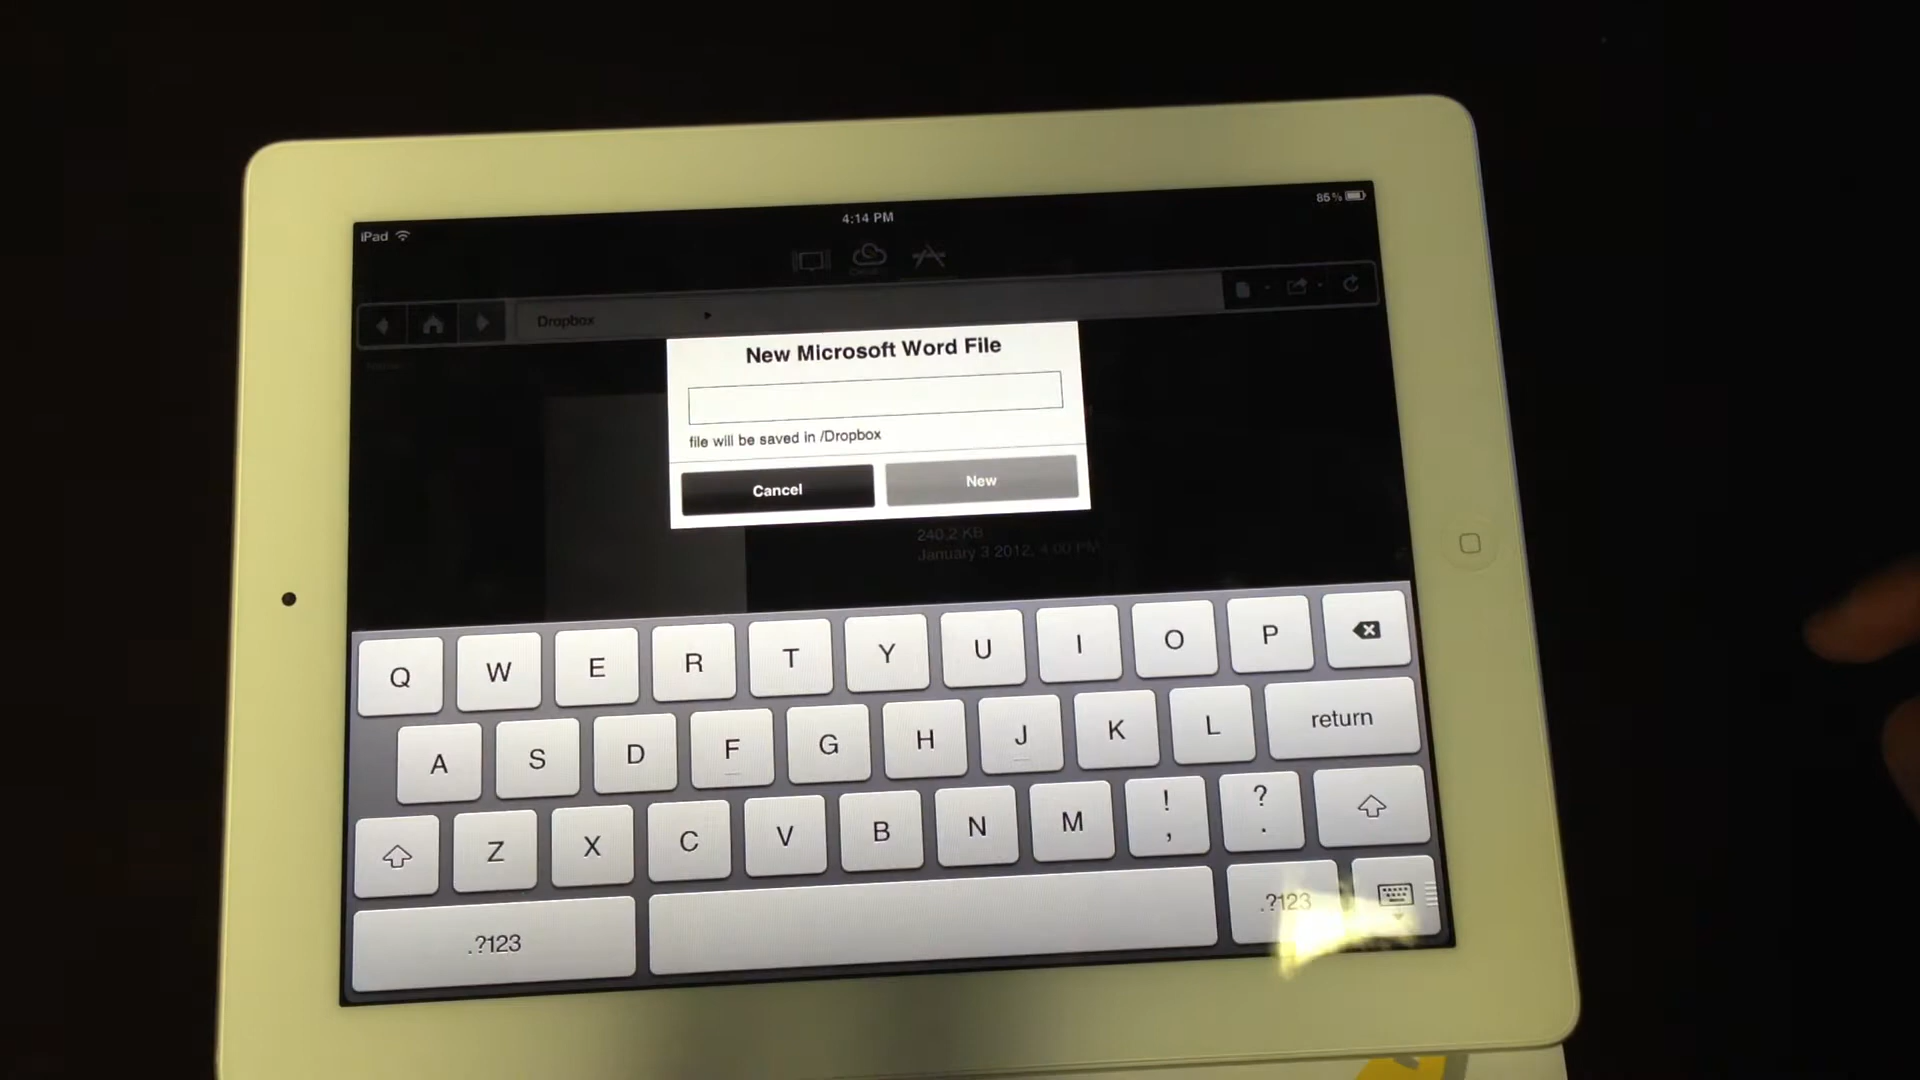 iPad
4:14 PM
85%
Dropbox
New Microsoft Word File
file will be saved in /Dropbox
Cancel
New
240.2 KB
January 3 2012, 4:00 PM
Q W E R T Y U I O P
A S D F G H J K L return
Z X C V B N M ! , ? .
.?123 .?123